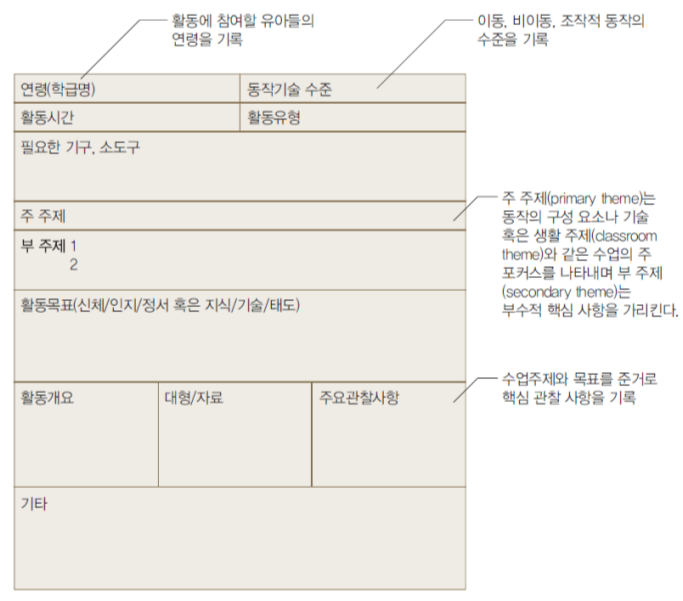 활동에 참여할 유아들의
연령을 기록
이동, 비이동, 조작적 동작의
수준을 기록
연령(학급명)
동작기술 수준
활동시간
활동유형
필요한 기구, 소도구
주 주제
부 주제 1
2
주 주제(primary theme)는
동작의 구성 요소나 기술
혹은 생활 주제(classroom
theme)와 같은 수업의 주
포커스를 나타내며 부 주제
(secondary theme)는
부수적 핵심 사항을 가리킨다.
활동목표(신체/인지/정서 혹은 지식/기술/태도)
활동개요
대형/자료
주요관찰사항
수업주제와 목표를 준거로
핵심 관찰 사항을 기록
기타